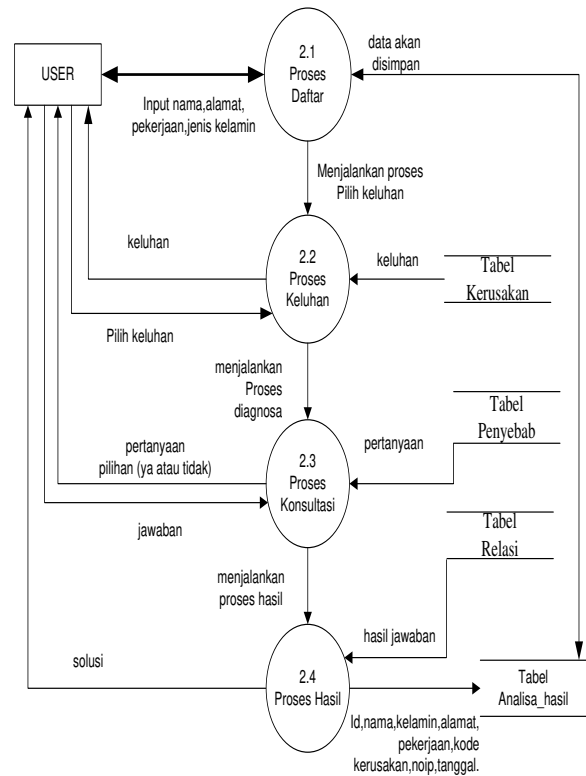 2.1
Proses
Daftar
data akan
disimpan
USER
Input nama,alamat,
pekerjaan,jenis kelamin
Menjalankan proses
Pilih keluhan
keluhan
2.2
Proses
Keluhan
keluhan
Tabel
Kerusakan
Pilih keluhan
menjalankan
Proses
diagnosa
Tabel
Penyebab
pertanyaan
pilihan (ya atau tidak)
2.3
Proses
Konsultasi
pertanyaan
jawaban
Tabel
Relasi
menjalankan
proses hasil
hasil jawaban
solusi
2.4
Proses Hasil
Tabel
Analisa_hasil
Id,nama,kelamin,alamat,
pekerjaan,kode
kerusakan,noip,tanggal.